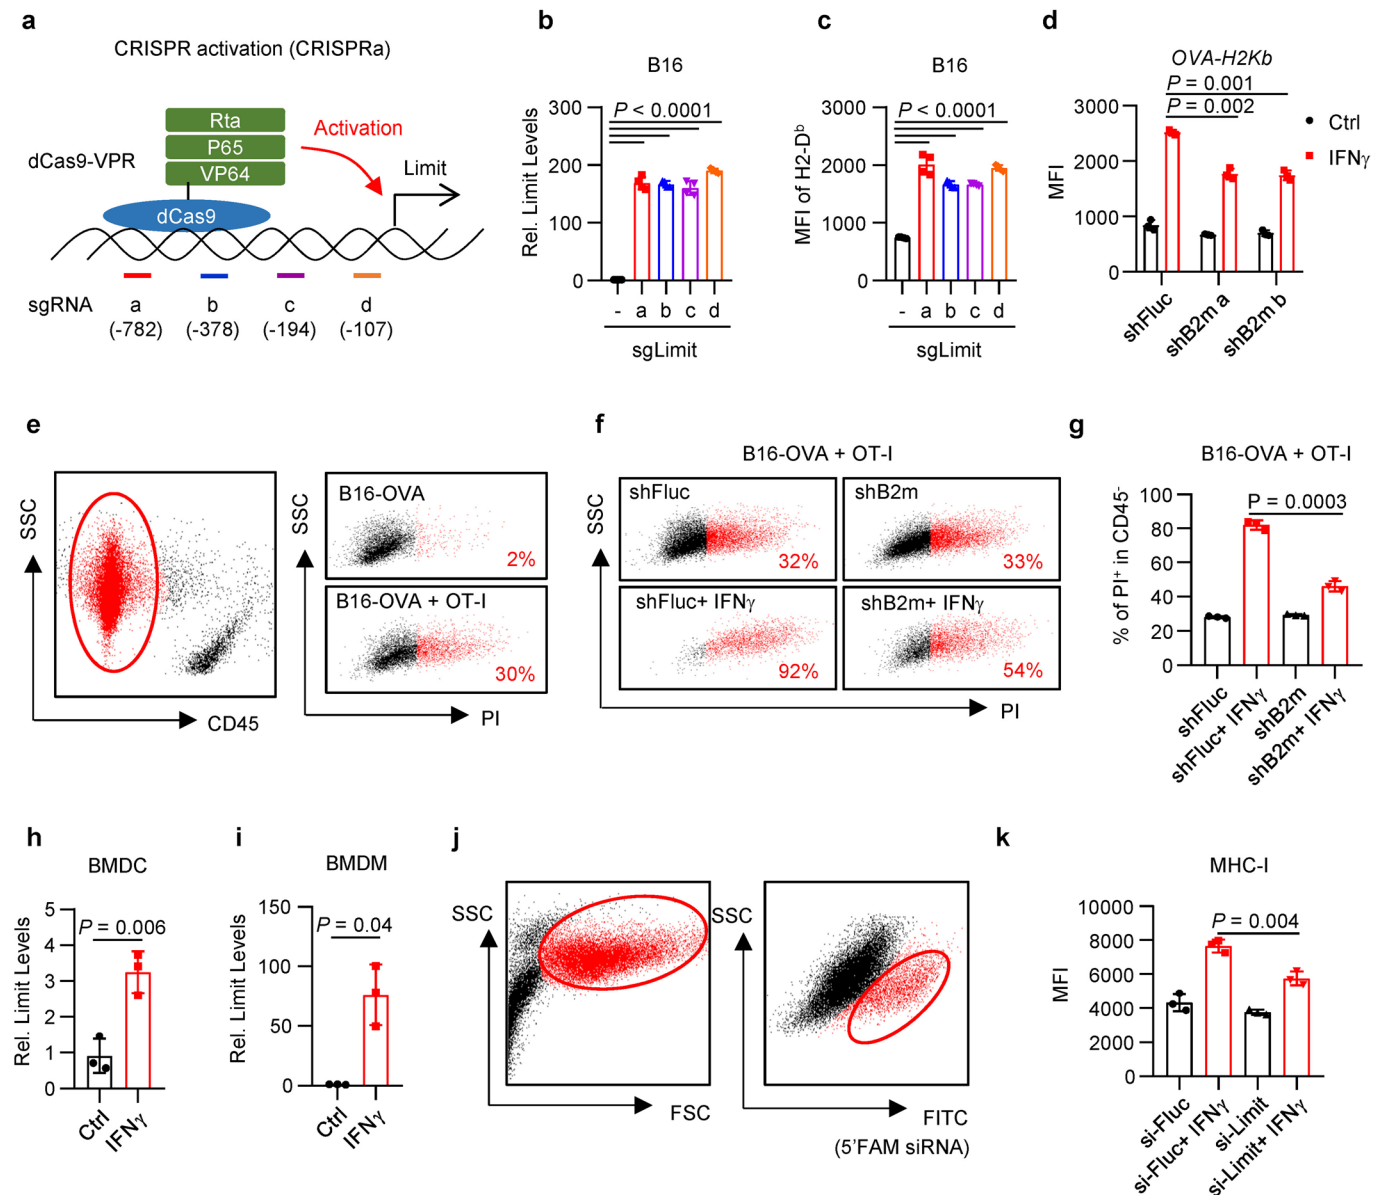 a
CRISPR activation (CRISPRa)
Rta
P65
VP64
dCas9-VPR
dCas9
Activation
Limit
sgRNA
a
b
c
d
(-782)
(-378)
(-194)
(-107)
b
B16
P < 0.0001
Rel. Limit Levels
300
200
100
0
-
a
b
c
d
sgLimit
c
B16
P < 0.0001
MFI of H2-Dᵇ
3000
2000
1000
0
-
a
b
c
d
sgLimit
d
OVA-H2Kb
P = 0.001
P = 0.002
MFI
3000
2000
1000
0
shFluc
shB2m a
shB2m b
Ctrl
IFNγ
e
SSC
CD45
SSC
B16-OVA
2%
B16-OVA + OT-I
30%
PI
f
B16-OVA + OT-I
SSC
shFluc
32%
shB2m
33%
shFluc+ IFNγ
92%
shB2m+ IFNγ
54%
PI
g
B16-OVA + OT-I
P = 0.0003
% of PI⁺ in CD45⁻
100
80
60
40
20
0
shFluc
shFluc+ IFNγ
shB2m
shB2m+ IFNγ
h
BMDC
P = 0.006
Rel. Limit Levels
5
4
3
2
1
0
Ctrl
IFNγ
i
BMDM
P = 0.04
Rel. Limit Levels
150
100
50
0
Ctrl
IFNγ
j
SSC
FSC
SSC
FITC
(5'FAM siRNA)
k
MHC-I
P = 0.004
MFI
10000
8000
6000
4000
2000
0
si-Fluc
si-Fluc+ IFNγ
si-Limit
si-Limit+ IFNγ